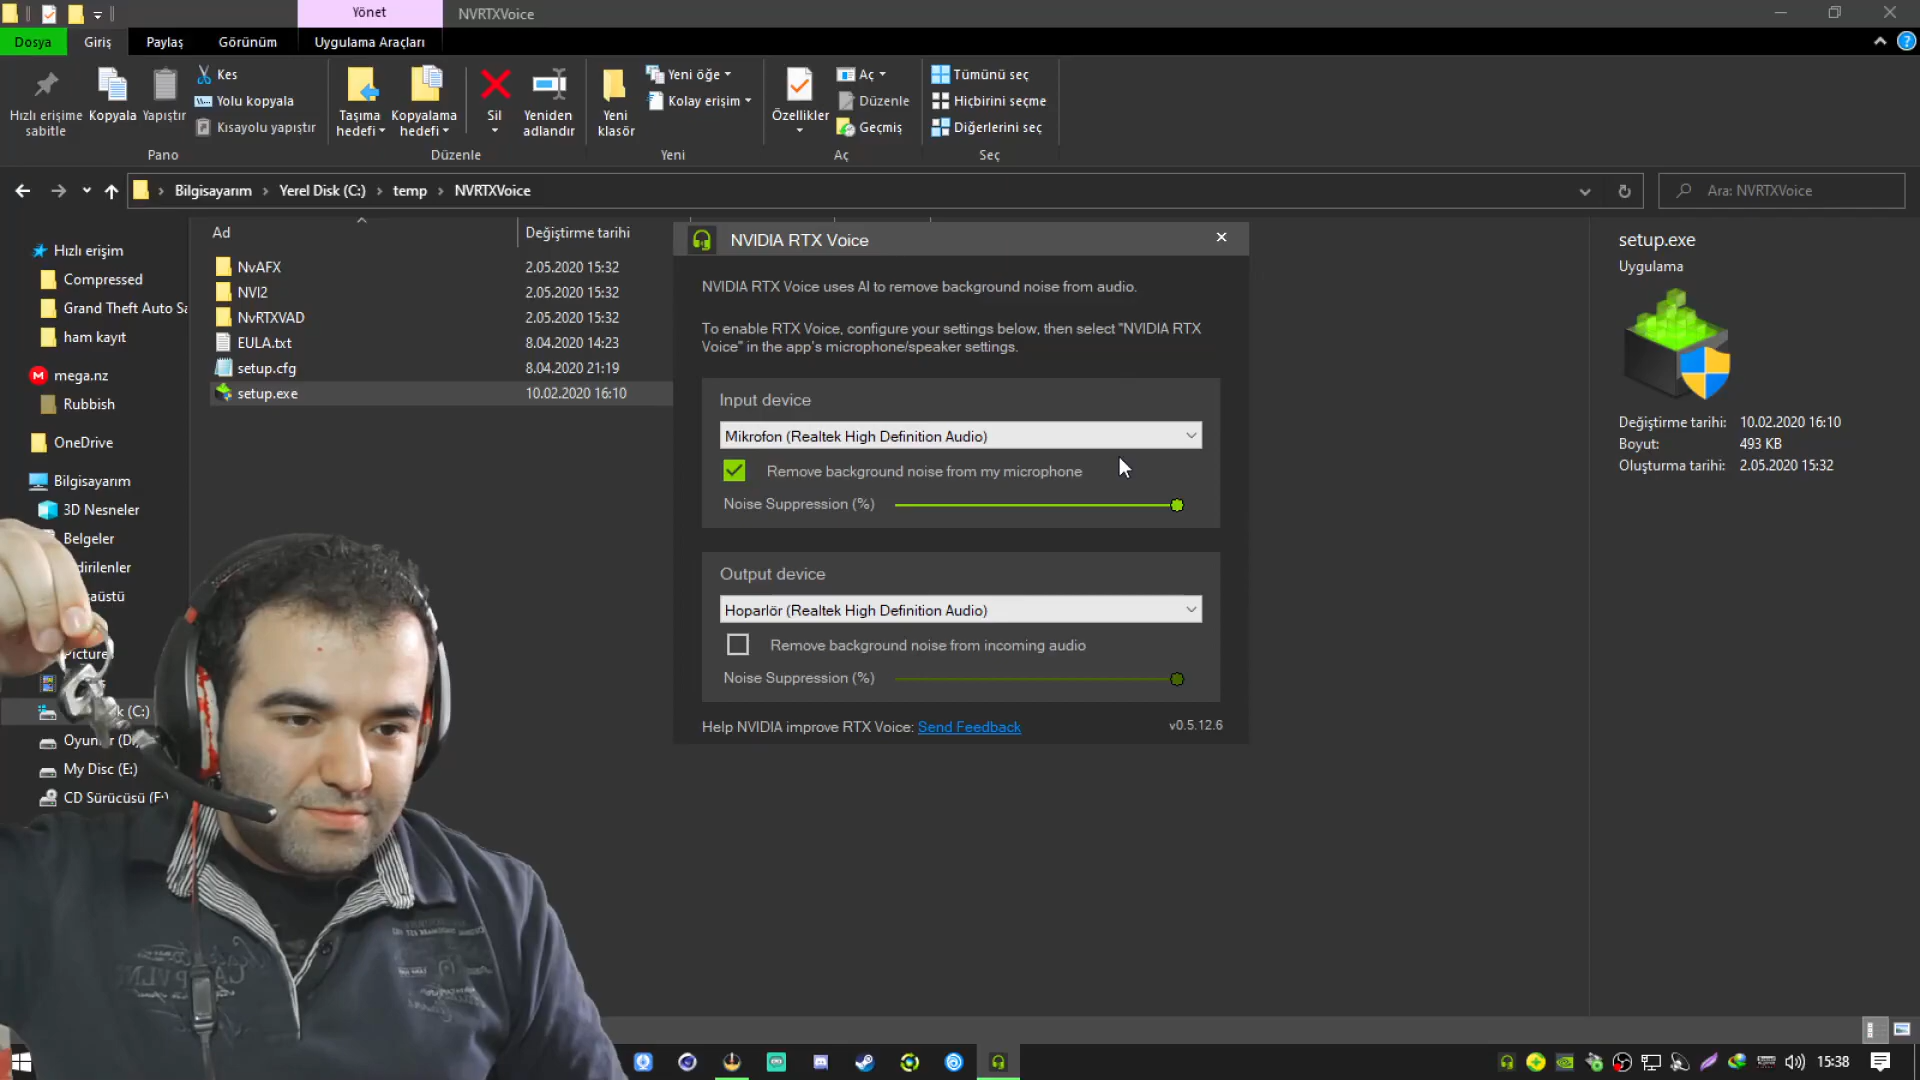 Yönet
NVRTXVoice
Dosya
Giriş
Paylaş
Görünüm
Uygulama Araçları
Hızlı erişime sabitle
Kopyala
Yapıştır
Kes
Yolu kopyala
Kısayolu yapıştır
Pano
Taşıma hedefi
Kopyalama hedefi
Sil
Yeniden adlandır
Düzenle
Yeni klasör
Yeni öğe
Kolay erişim
Yeni
Özellikler
Aç
Düzenle
Geçmiş
Aç
Tümünü seç
Hiçbirini seçme
Diğerlerini seç
Seç
Bilgisayarım
Yerel Disk (C:)
temp
NVRTXVoice
Ara: NVRTXVoice
Hızlı erişim
Compressed
Grand Theft Auto Sa
ham kayıt
mega.nz
Rubbish
OneDrive
Bilgisayarım
3D Nesneler
Belgeler
dirilenler
saüstü
Picture
k (C:)
Oyunlar (D:)
My Disc (E:)
CD Sürücüsü (F:)
Ad
Değiştirme tarihi
NvAFX
2.05.2020 15:32
NVI2
2.05.2020 15:32
NvRTXVAD
2.05.2020 15:32
EULA.txt
8.04.2020 14:23
setup.cfg
8.04.2020 21:19
setup.exe
10.02.2020 16:10
NVIDIA RTX Voice
NVIDIA RTX Voice uses AI to remove background noise from audio.
To enable RTX Voice, configure your settings below, then select "NVIDIA RTX
Voice" in the app's microphone/speaker settings.
Input device
Mikrofon (Realtek High Definition Audio)
Remove background noise from my microphone
Noise Suppression (%)
Output device
Hoparlör (Realtek High Definition Audio)
Remove background noise from incoming audio
Noise Suppression (%)
Help NVIDIA improve RTX Voice: Send Feedback
v0.5.12.6
setup.exe
Uygulama
Değiştirme tarihi: 10.02.2020 16:10
Boyut: 493 KB
Oluşturma tarihi: 2.05.2020 15:32
15:38